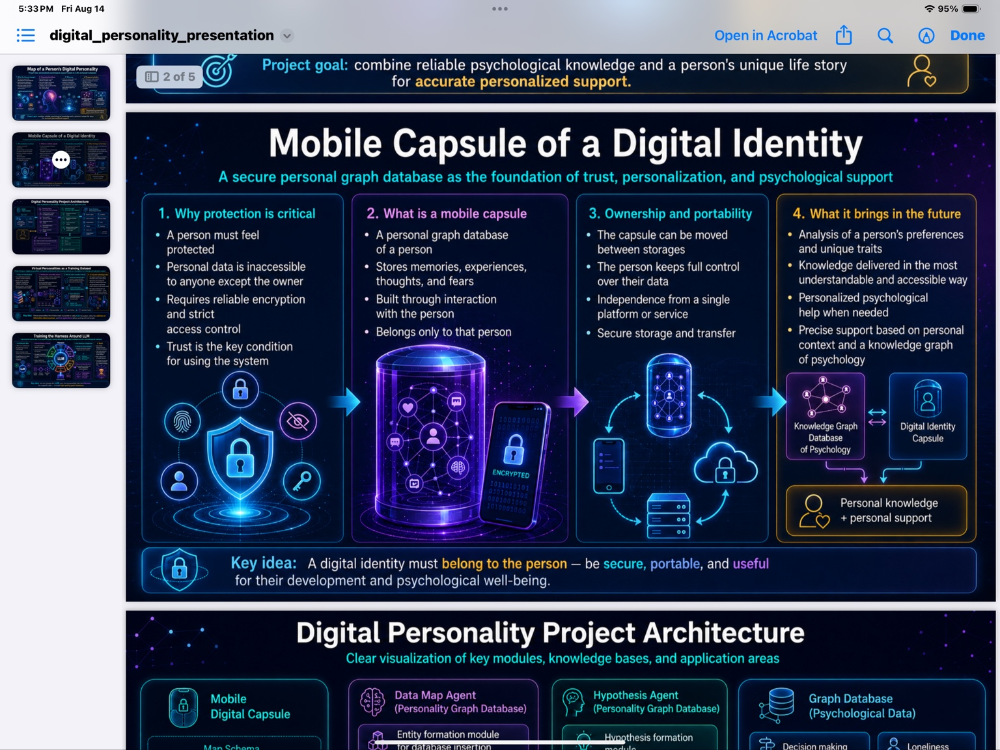 5:33 PM Fri Aug 14
95%
digital_personality_presentation
Open in Acrobat
Done
2 of 5
Project goal: combine reliable psychological knowledge and a person's unique life story
for accurate personalized support.
Map of a Person's Digital Personality
Mobile Capsule of a Digital Identity
Digital Personality Project Architecture
Virtual Personalities as a Training Dataset
Training the Harness Around LLM
LLM
LLM
Mobile Capsule of a Digital Identity
A secure personal graph database as the foundation of trust, personalization, and psychological support
1. Why protection is critical
• A person must feel
protected
• Personal data is inaccessible
to anyone except the owner
• Requires reliable encryption
and strict
access control
• Trust is the key condition
for using the system
2. What is a mobile capsule
• A personal graph database
of a person
• Stores memories, experiences,
thoughts, and fears
• Built through interaction
with the person
• Belongs only to that person
ENCRYPTED
3. Ownership and portability
• The capsule can be moved
between storages
• The person keeps full control
over their data
• Independence from a single
platform or service
• Secure storage and transfer
4. What it brings in the future
• Analysis of a person's preferences
and unique traits
• Knowledge delivered in the most
understandable and accessible way
• Personalized psychological
help when needed
• Precise support based on personal
context and a knowledge graph
of psychology
Knowledge Graph
Database
of Psychology
Digital Identity
Capsule
Personal knowledge
+ personal support
Key idea: A digital identity must belong to the person — be secure, portable, and useful
for their development and psychological well-being.
Digital Personality Project Architecture
Clear visualization of key modules, knowledge bases, and application areas
Mobile
Digital Capsule
Map Schema
Data Map Agent
(Personality Graph Database)
Entity formation module
for database insertion
Hypothesis Agent
(Personality Graph Database)
Hypothesis formation
module
Graph Database
(Psychological Data)
Decision making
Loneliness